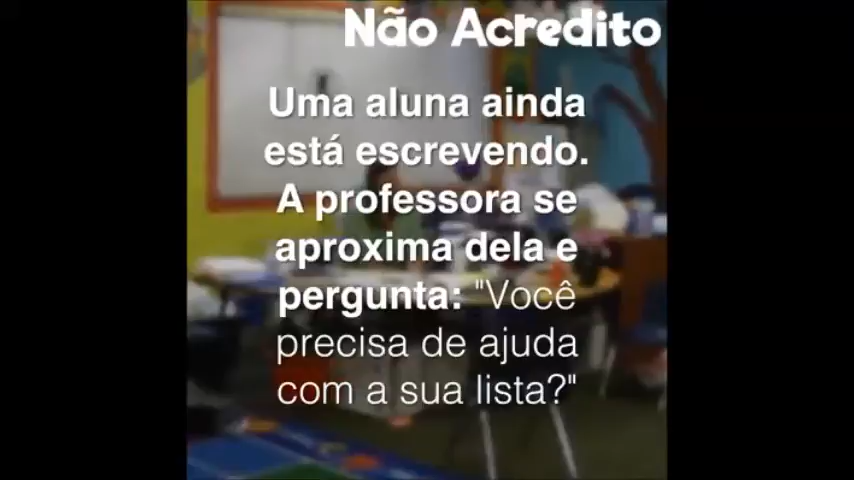 Não Acredito
Uma aluna ainda
está escrevendo.
A professora se
aproxima dela e
pergunta: "Você
precisa de ajuda
com a sua lista?"